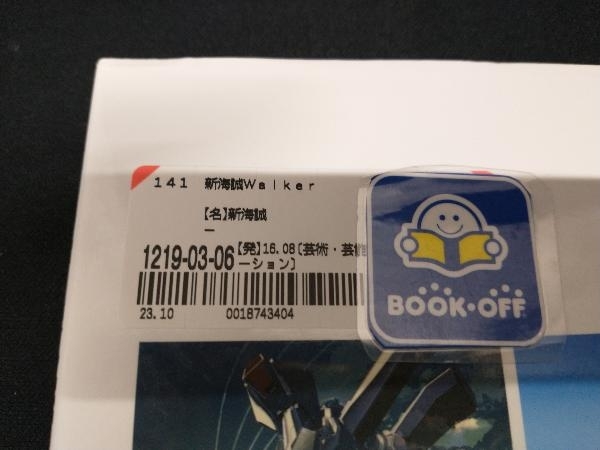 141 新海誠Walker
【名】新海誠
ー
1219-03-06
【発】16.08〔芸術・芸能
ーション〕
23.10 0018743404
BOOK・OFF